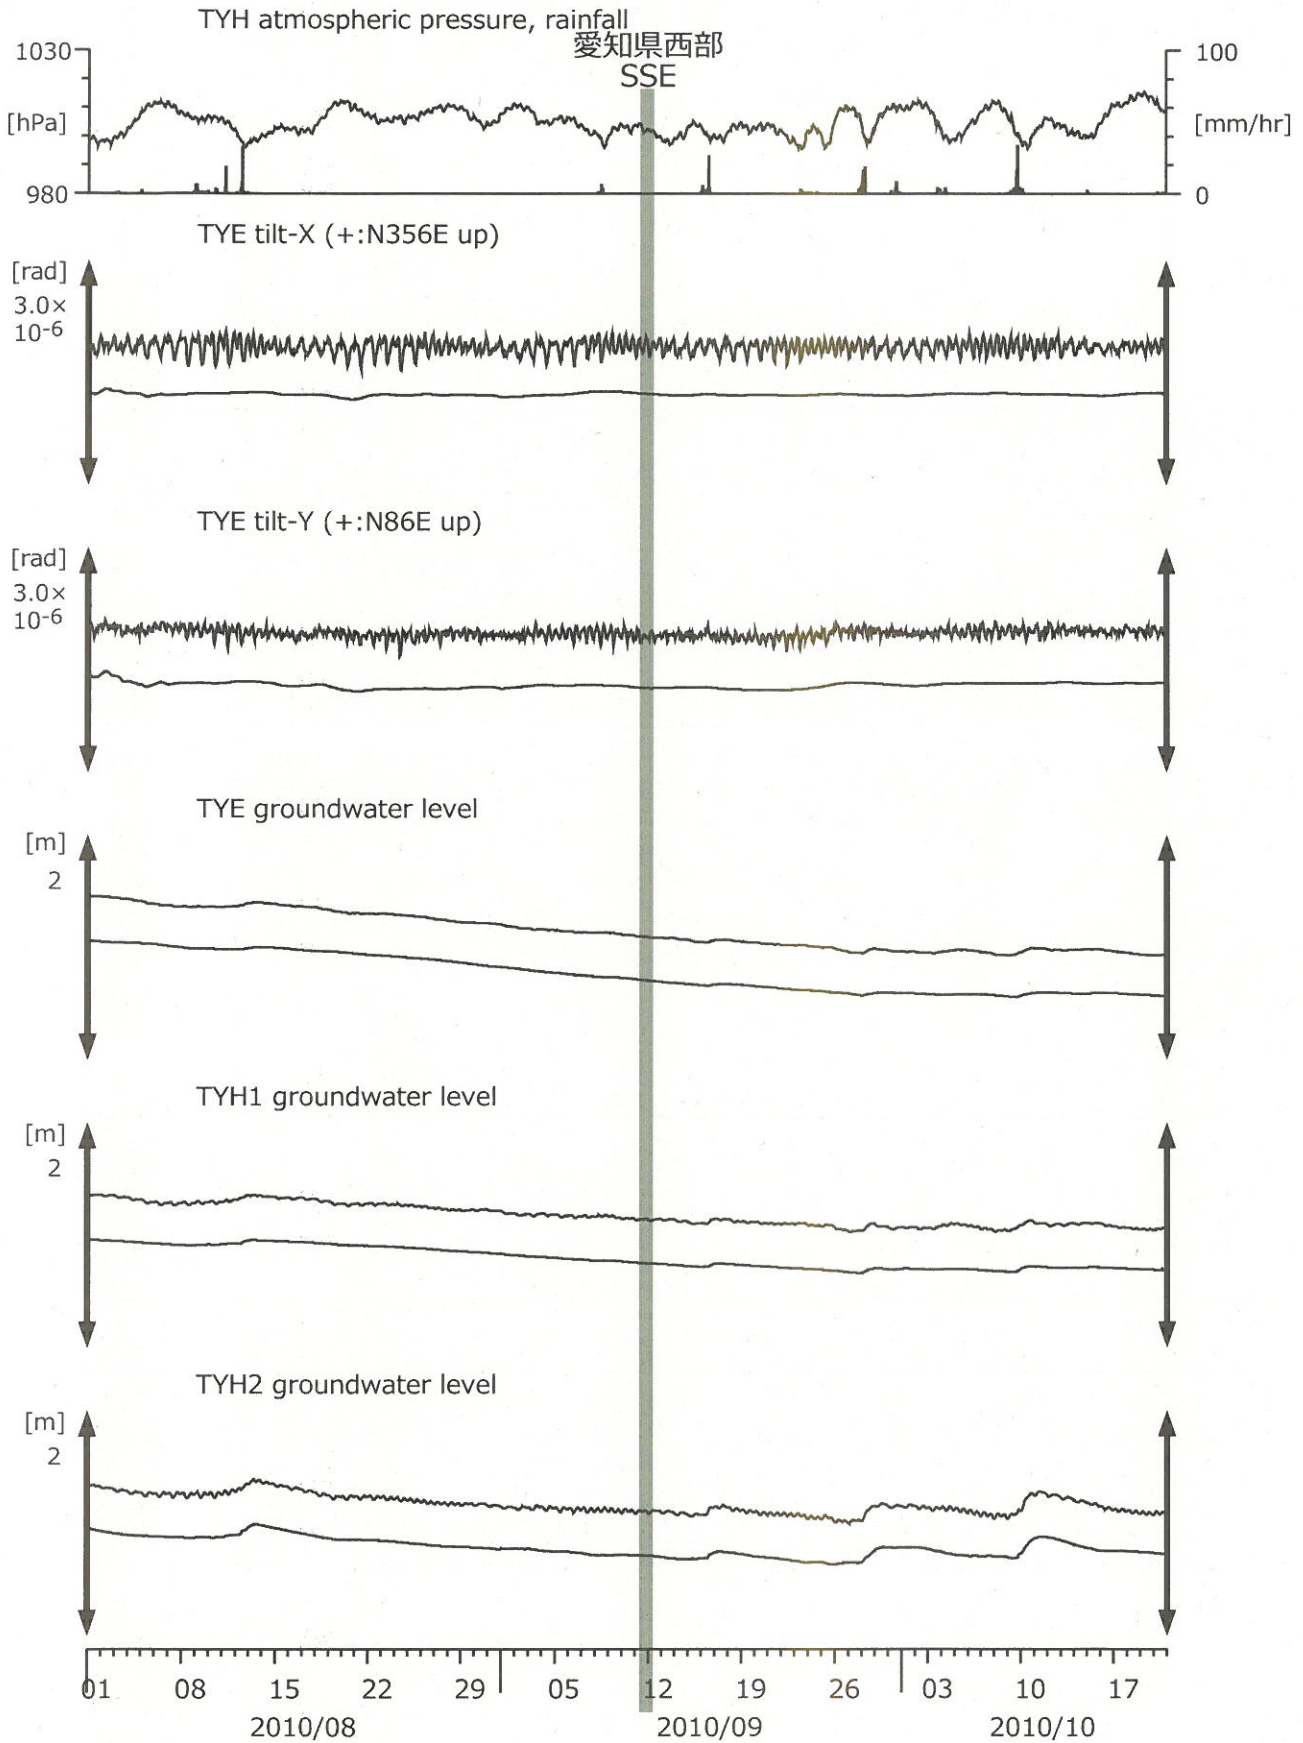 TYH atmospheric pressure, rainfall
愛知県西部
SSE
1030
100
[hPa]
[mm/hr]
980
0
TYE tilt-X (+:N356E up)
[rad]
3.0×
10-6
TYE tilt-Y (+:N86E up)
[rad]
3.0×
10-6
TYE groundwater level
[m]
2
TYH1 groundwater level
[m]
2
TYH2 groundwater level
[m]
2
01 08 15 22 29 05 12 19 26 03 10 17
2010/08 2010/09 2010/10